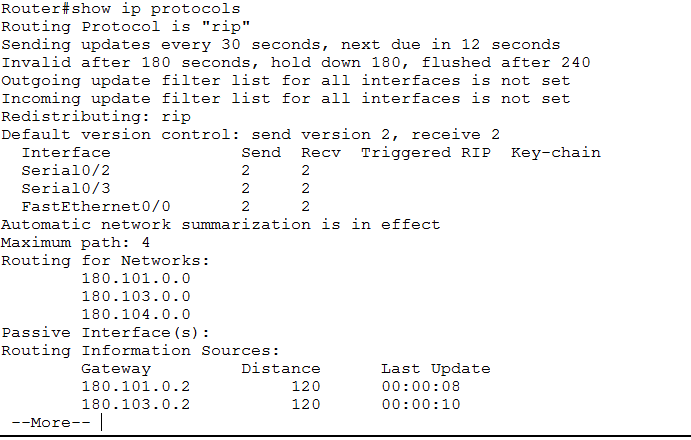 Router#show ip protocols
Routing Protocol is "rip"
Sending updates every 30 seconds, next due in 12 seconds
Invalid after 180 seconds, hold down 180, flushed after 240
Outgoing update filter list for all interfaces is not set
Incoming update filter list for all interfaces is not set
Redistributing: rip
Default version control: send version 2, receive 2
  Interface             Send  Recv  Triggered RIP  Key-chain
  Serial0/2             2     2
  Serial0/3             2     2
  FastEthernet0/0       2     2
Automatic network summarization is in effect
Maximum path: 4
Routing for Networks:
        180.101.0.0
        180.103.0.0
        180.104.0.0
Passive Interface(s):
Routing Information Sources:
        Gateway         Distance      Last Update
        180.101.0.2          120      00:00:08
        180.103.0.2          120      00:00:10
 --More--